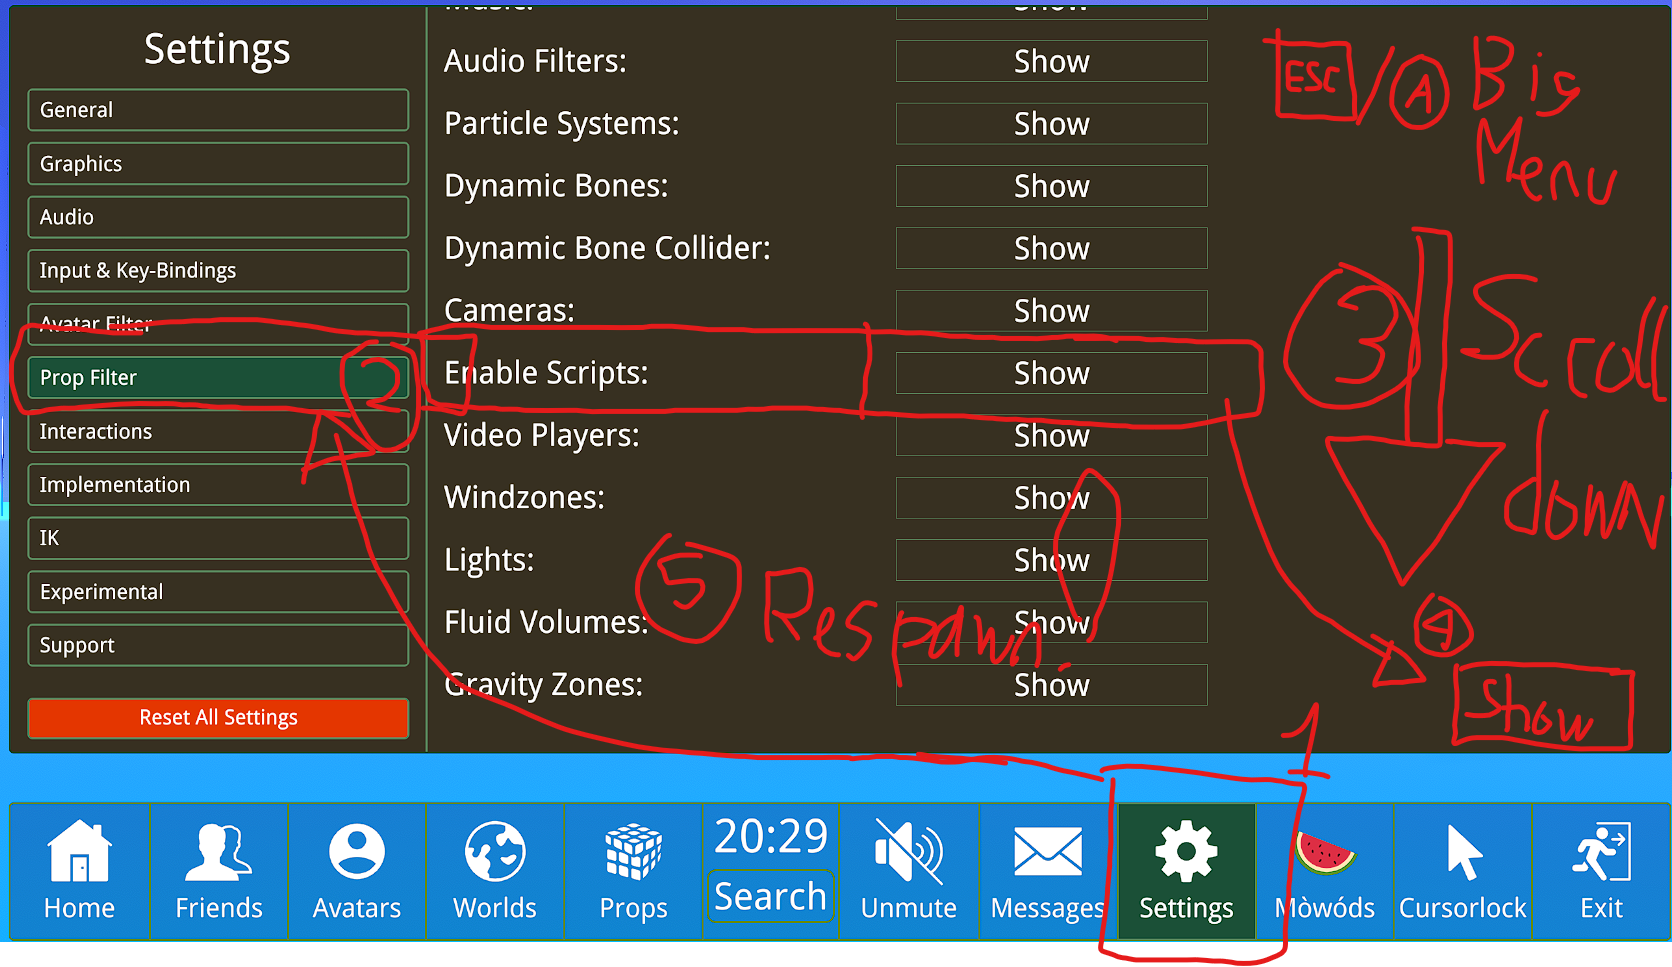 Settings
General
Graphics
Audio
Input & Key-Bindings
Avatar Filter
Prop Filter
Interactions
Implementation
IK
Experimental
Support
Reset All Settings
Music: Show
Audio Filters: Show
Particle Systems: Show
Dynamic Bones: Show
Dynamic Bone Collider: Show
Cameras: Show
Enable Scripts: Show
Video Players: Show
Windzones: Show
Lights: Show
Fluid Volumes: Show
Gravity Zones: Show
ESC / A Big
Menu
2
3 Scroll
down
4
Show
5 Respawn!
1
20:29
Home Friends Avatars Worlds Props Search Unmute Messages Settings Mòwóds Cursorlock Exit